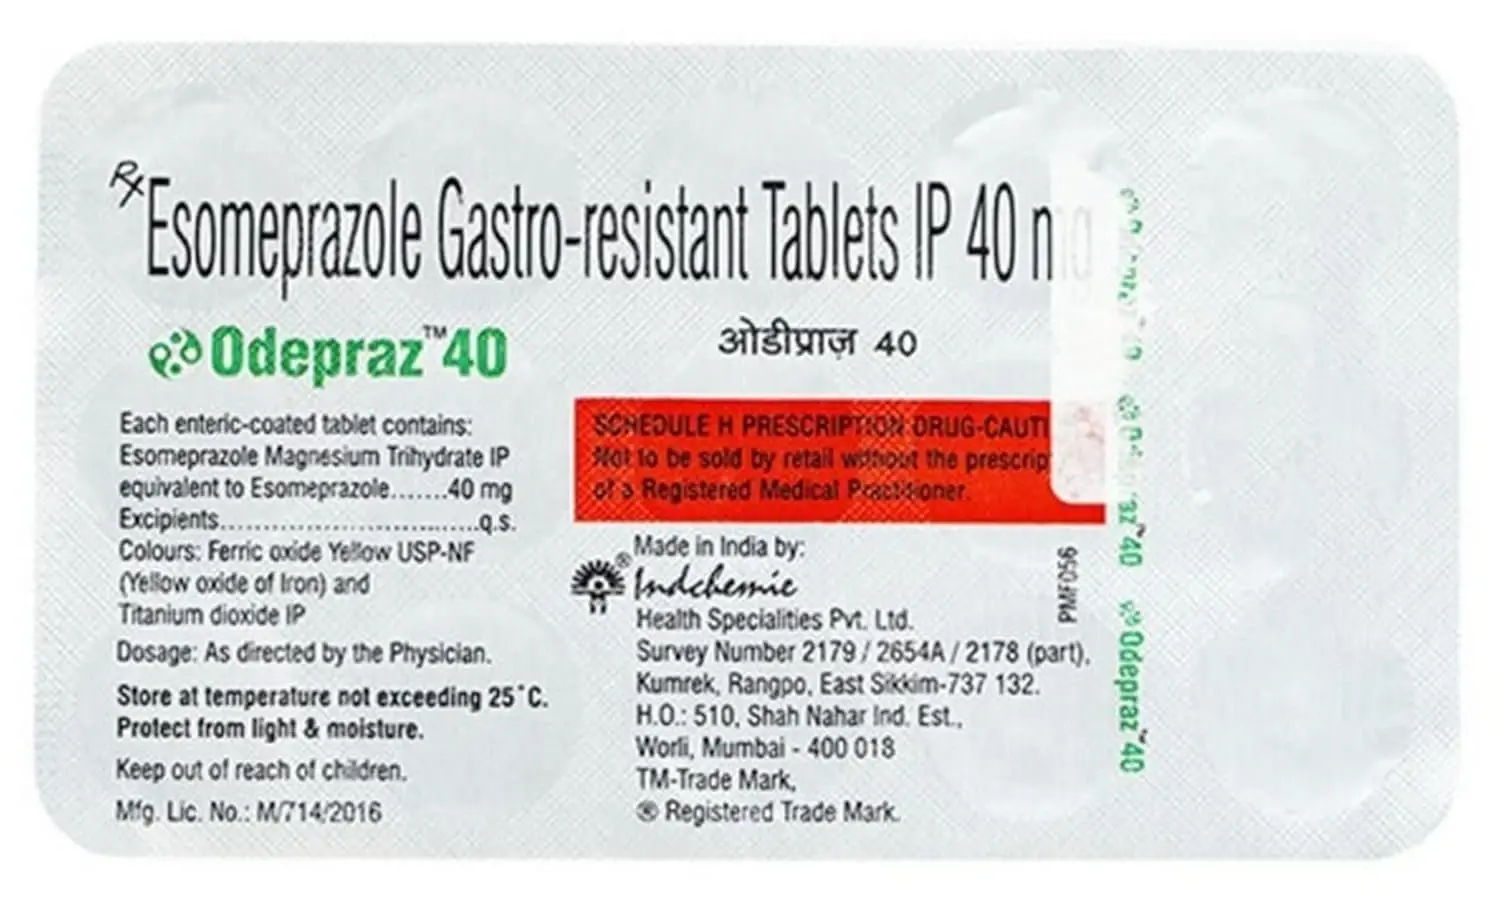 Rx Esomeprazole Gastro-resistant Tablets IP 40 mg
Odepraz™ 40
ओडीप्राज़ 40
Each enteric-coated tablet contains:
Esomeprazole Magnesium Trihydrate IP
equivalent to Esomeprazole.......40 mg
Excipients.............................q.s.
Colours: Ferric oxide Yellow USP-NF
(Yellow oxide of Iron) and
Titanium dioxide IP
Dosage: As directed by the Physician.
Store at temperature not exceeding 25°C.
Protect from light & moisture.
Keep out of reach of children.
Mfg. Lic. No.: M/714/2016
SCHEDULE H PRESCRIPTION DRUG-CAUTI
Not to be sold by retail without the prescrip
of a Registered Medical Practitioner.
Made in India by:
Indchemie®
Health Specialities Pvt. Ltd.
Survey Number 2179 / 2654A / 2178 (part),
Kumrek, Rangpo, East Sikkim-737 132.
H.O.: 510, Shah Nahar Ind. Est.,
Worli, Mumbai - 400 018
TM-Trade Mark,
® Registered Trade Mark.
PMF056
Odepraz™ 40